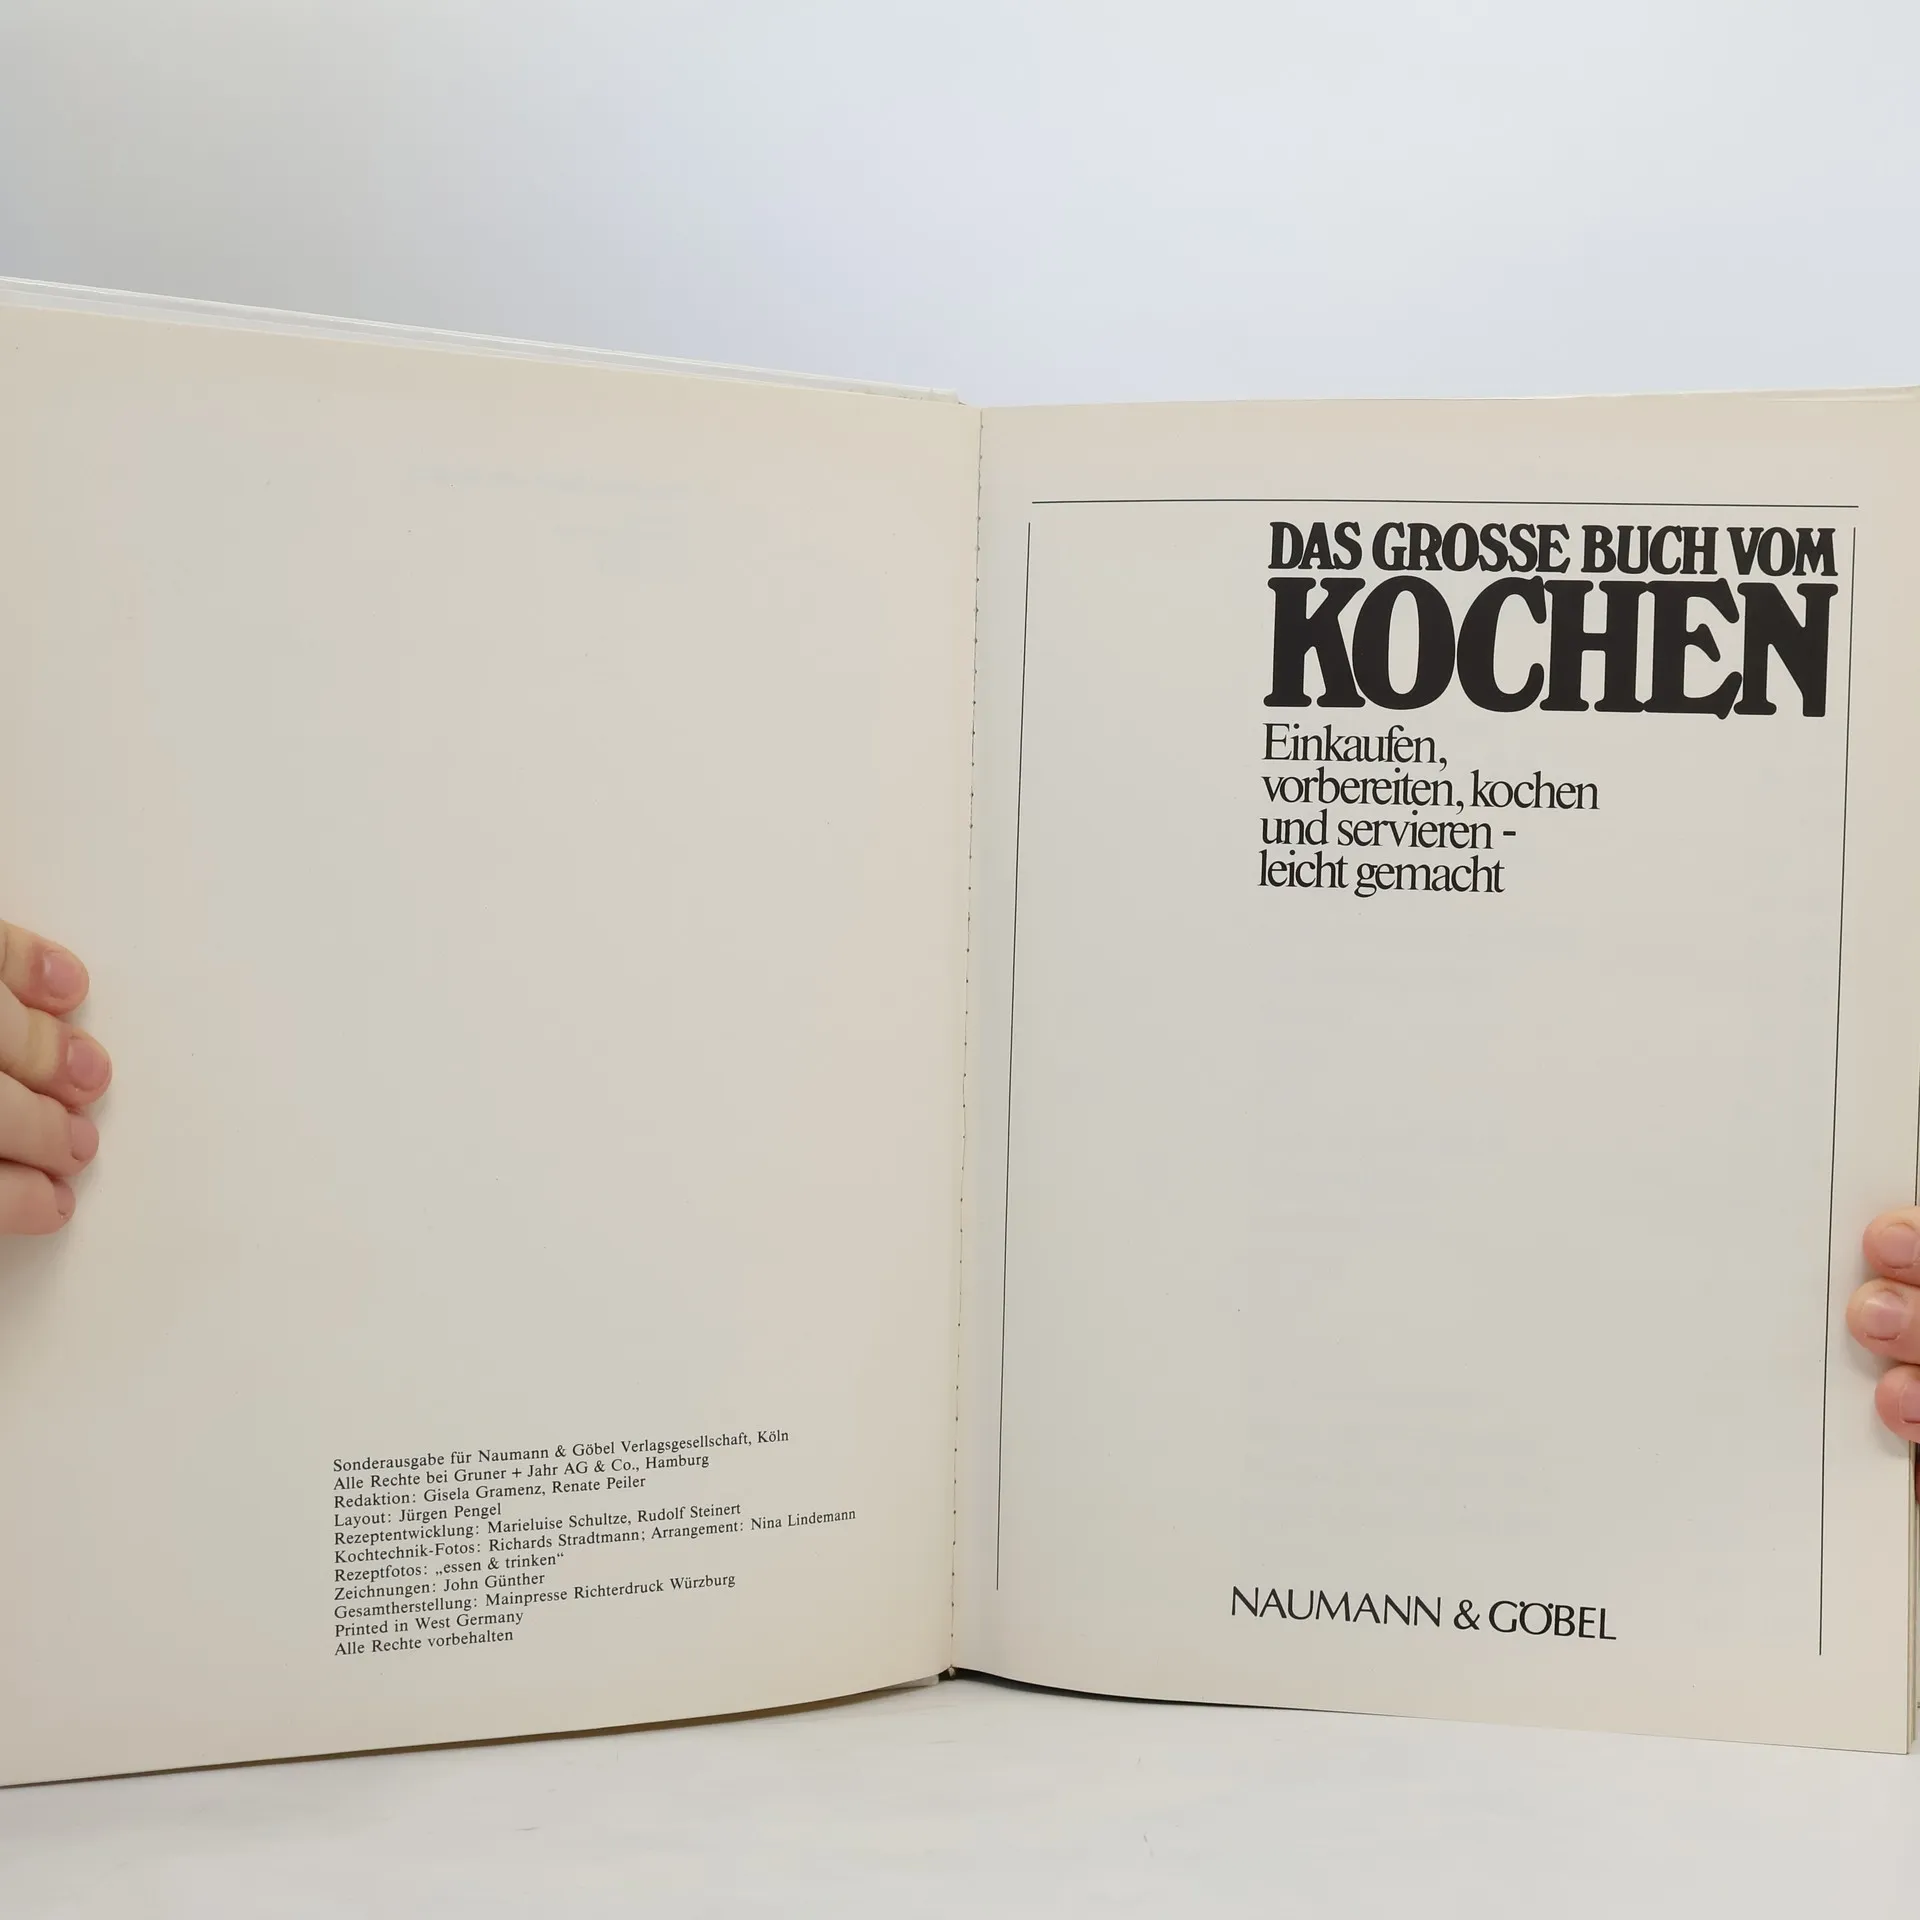 Sonderausgabe für Naumann & Göbel Verlagsgesellschaft, Köln
Alle Rechte bei Gruner + Jahr AG & Co., Hamburg
Redaktion: Gisela Gramenz, Renate Peiler
Layout: Jürgen Pengel
Rezeptentwicklung: Marieluise Schultze, Rudolf Steinert
Kochtechnik-Fotos: Richards Stradtmann; Arrangement: Nina Lindemann
Rezeptfotos: „essen & trinken“
Zeichnungen: John Günther
Gesamtherstellung: Mainpresse Richterdruck Würzburg
Printed in West Germany
Alle Rechte vorbehalten
DAS GROSSE BUCH VOM
KOCHEN
Einkaufen,
vorbereiten, kochen
und servieren -
leicht gemacht
NAUMANN & GÖBEL